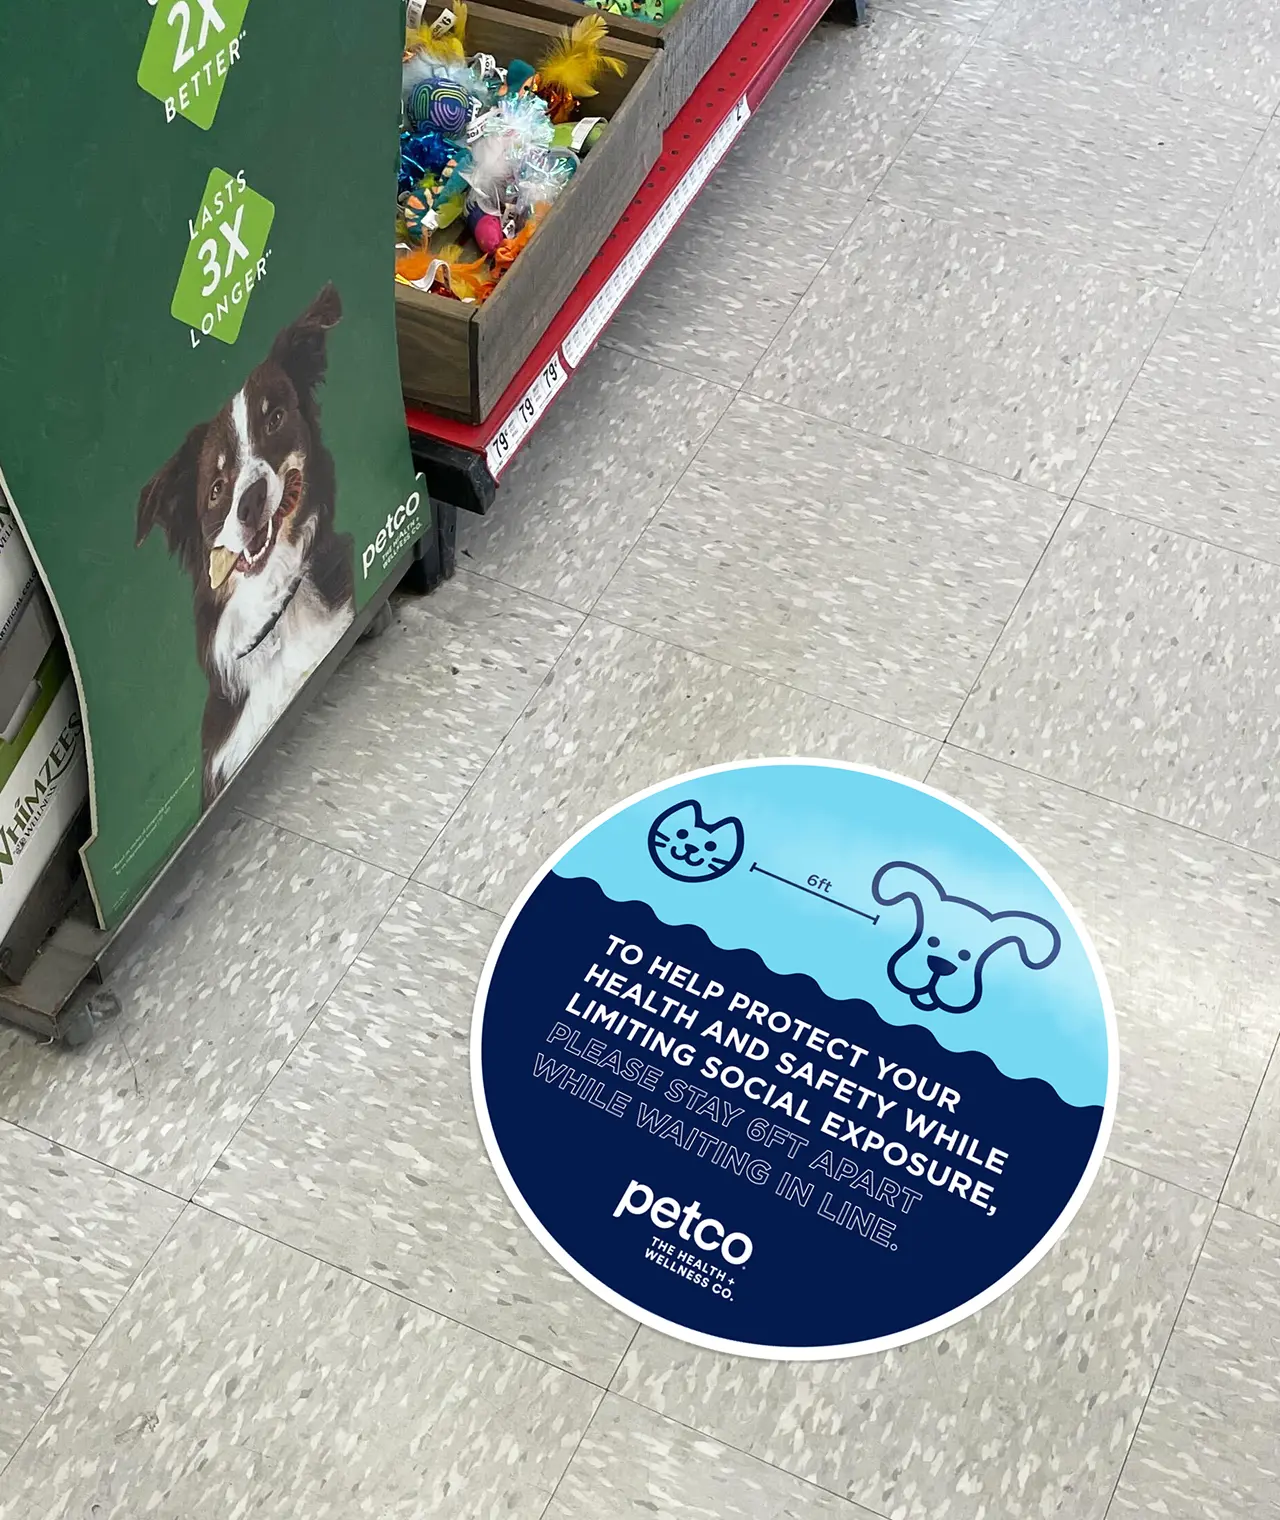 2X
BETTER**
LASTS
3X
LONGER**
petco
THE HEALTH +
WELLNESS CO.
WHIMZEES
WELLNESS
79¢
79
79¢
2
6ft
TO HELP PROTECT YOUR
HEALTH AND SAFETY WHILE
LIMITING SOCIAL EXPOSURE,
PLEASE STAY 6FT APART
WHILE WAITING IN LINE.
petco
THE HEALTH +
WELLNESS CO.